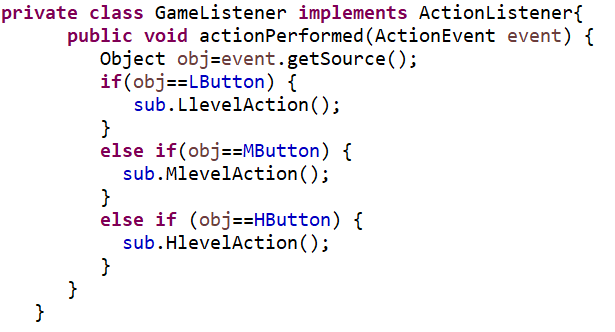 private class GameListener implements ActionListener{
public void actionPerformed(ActionEvent event) {
Object obj=event.getSource();
if(obj==LButton) {
sub.LlevelAction();
}
else if(obj==MButton) {
sub.MlevelAction();
}
else if (obj==HButton) {
sub.HlevelAction();
}
}
}